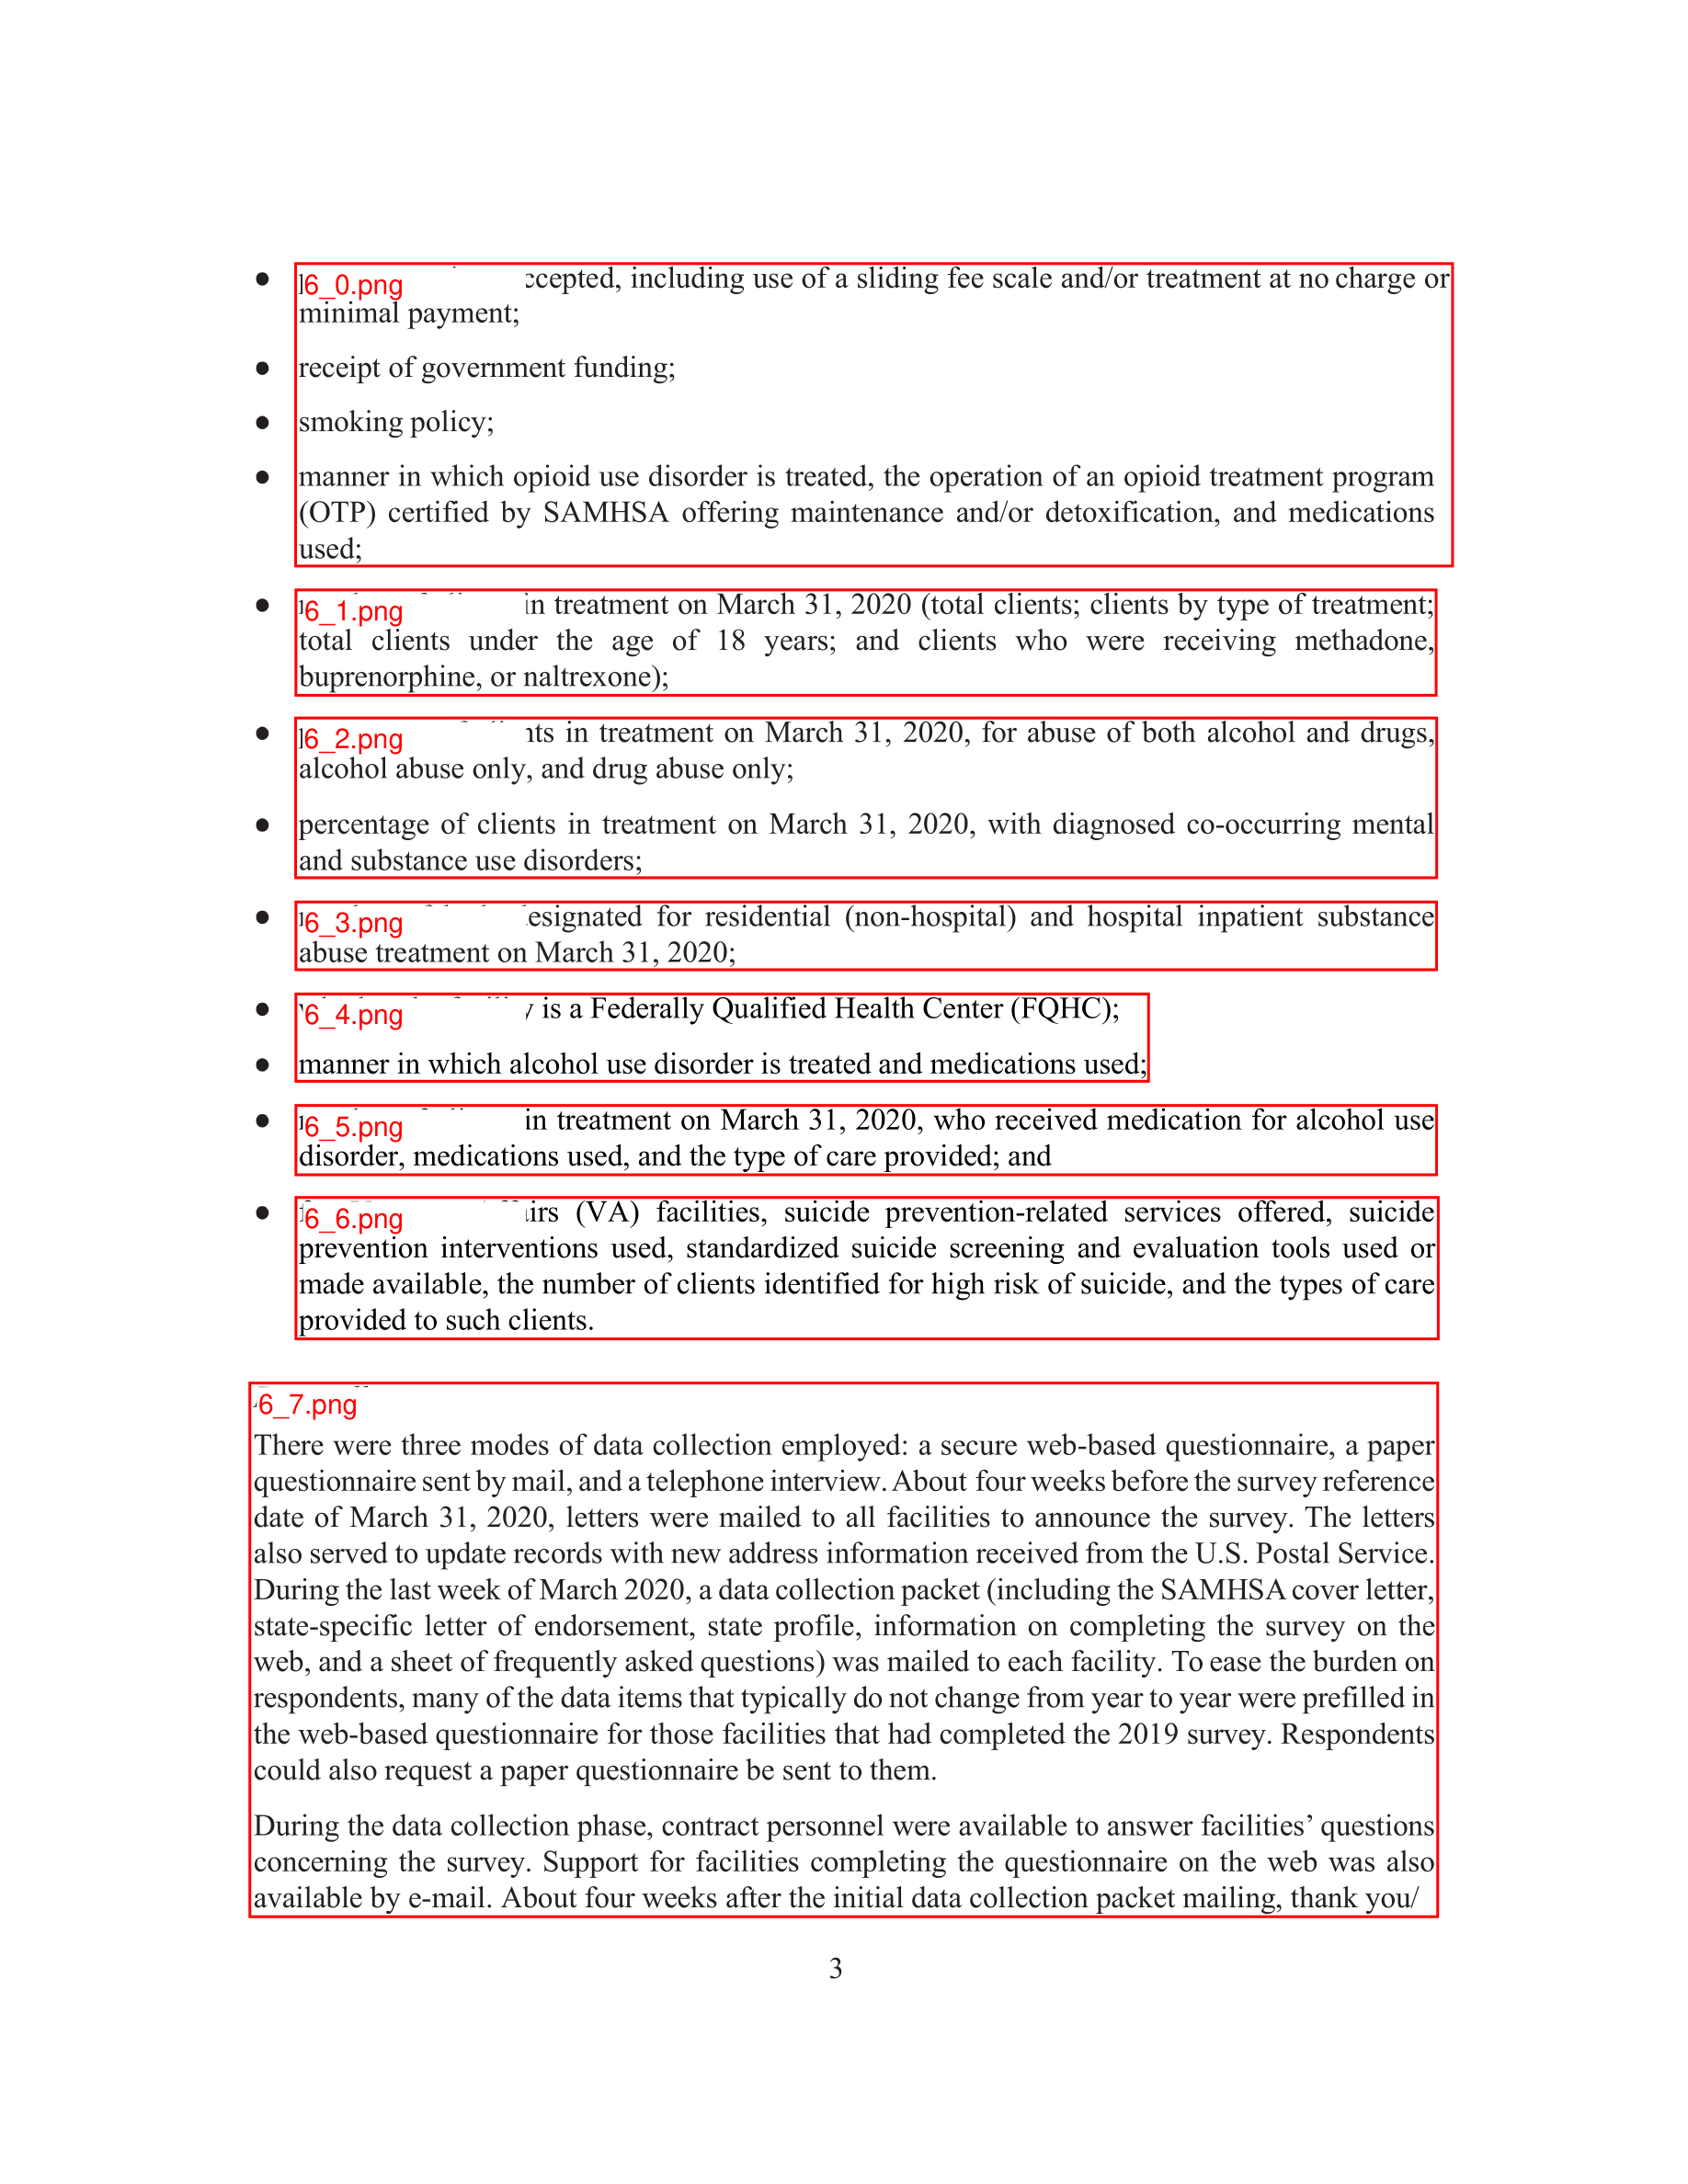 ● 6_0.png accepted, including use of a sliding fee scale and/or treatment at no charge or
minimal payment;
● receipt of government funding;
● smoking policy;
● manner in which opioid use disorder is treated, the operation of an opioid treatment program
(OTP) certified by SAMHSA offering maintenance and/or detoxification, and medications
used;
● 6_1.png in treatment on March 31, 2020 (total clients; clients by type of treatment;
total clients under the age of 18 years; and clients who were receiving methadone,
buprenorphine, or naltrexone);
● 6_2.png in treatment on March 31, 2020, for abuse of both alcohol and drugs,
alcohol abuse only, and drug abuse only;
● percentage of clients in treatment on March 31, 2020, with diagnosed co-occurring mental
and substance use disorders;
● 6_3.png designated for residential (non-hospital) and hospital inpatient substance
abuse treatment on March 31, 2020;
● 6_4.png is a Federally Qualified Health Center (FQHC);
● manner in which alcohol use disorder is treated and medications used;
● 6_5.png in treatment on March 31, 2020, who received medication for alcohol use
disorder, medications used, and the type of care provided; and
● 6_6.png (VA) facilities, suicide prevention-related services offered, suicide
prevention interventions used, standardized suicide screening and evaluation tools used or
made available, the number of clients identified for high risk of suicide, and the types of care
provided to such clients.
6_7.png
There were three modes of data collection employed: a secure web-based questionnaire, a paper
questionnaire sent by mail, and a telephone interview. About four weeks before the survey reference
date of March 31, 2020, letters were mailed to all facilities to announce the survey. The letters
also served to update records with new address information received from the U.S. Postal Service.
During the last week of March 2020, a data collection packet (including the SAMHSA cover letter,
state-specific letter of endorsement, state profile, information on completing the survey on the
web, and a sheet of frequently asked questions) was mailed to each facility. To ease the burden on
respondents, many of the data items that typically do not change from year to year were prefilled in
the web-based questionnaire for those facilities that had completed the 2019 survey. Respondents
could also request a paper questionnaire be sent to them.
During the data collection phase, contract personnel were available to answer facilities’ questions
concerning the survey. Support for facilities completing the questionnaire on the web was also
available by e-mail. About four weeks after the initial data collection packet mailing, thank you/
3